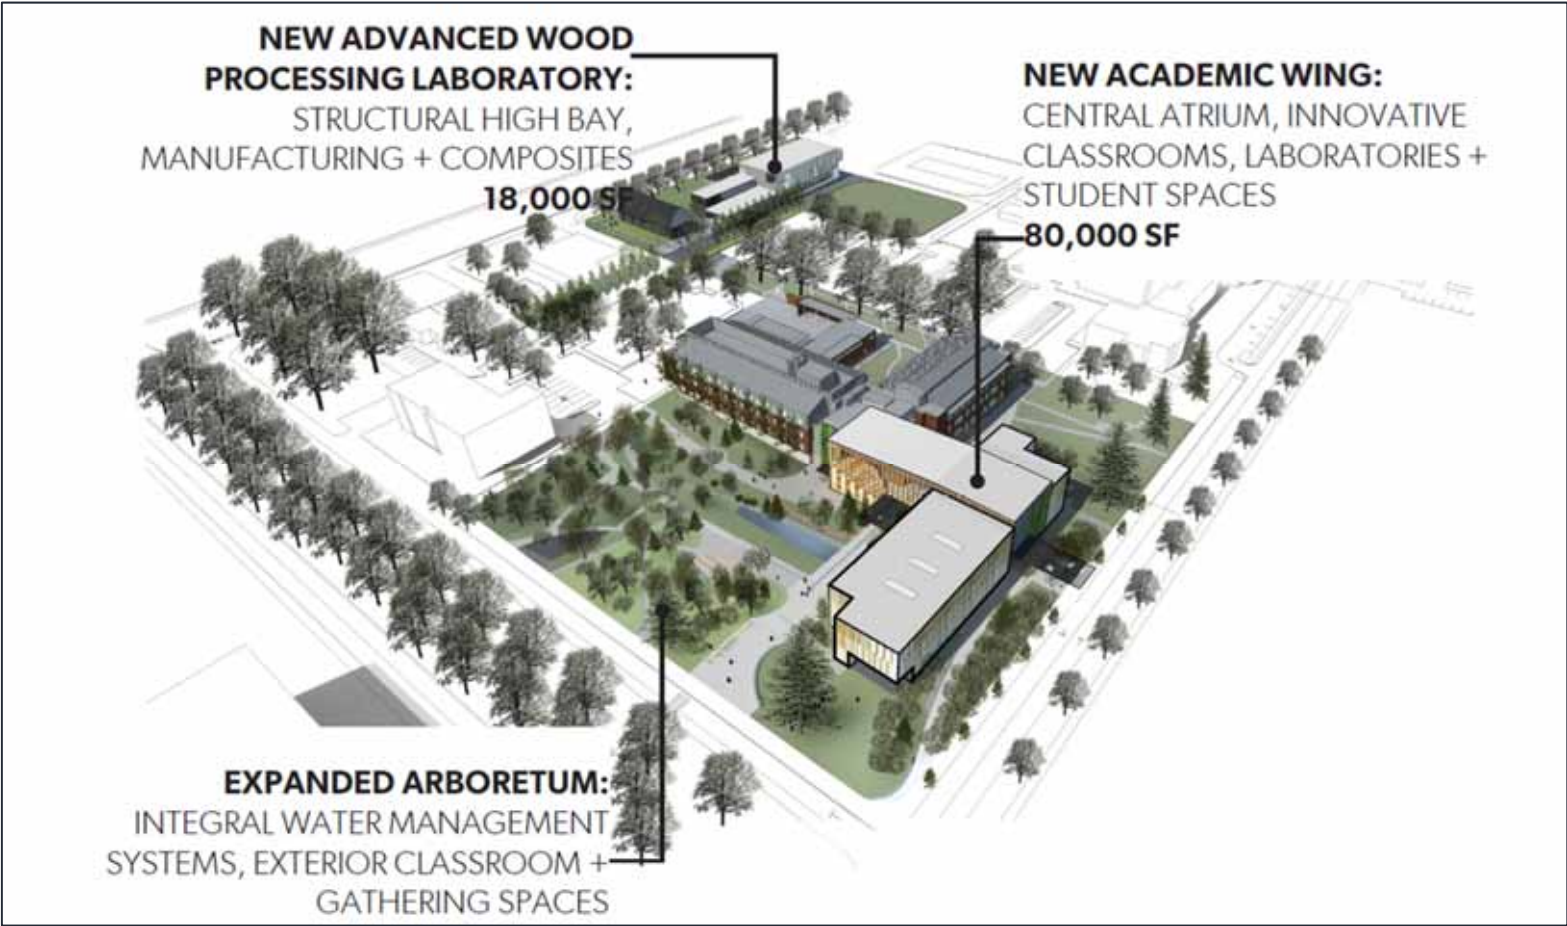 NEW ADVANCED WOOD
PROCESSING LABORATORY:
STRUCTURAL HIGH BAY,
MANUFACTURING + COMPOSITES
18,000 SF
NEW ACADEMIC WING:
CENTRAL ATRIUM, INNOVATIVE
CLASSROOMS, LABORATORIES +
STUDENT SPACES
80,000 SF
EXPANDED ARBORETUM:
INTEGRAL WATER MANAGEMENT
SYSTEMS, EXTERIOR CLASSROOM +
GATHERING SPACES